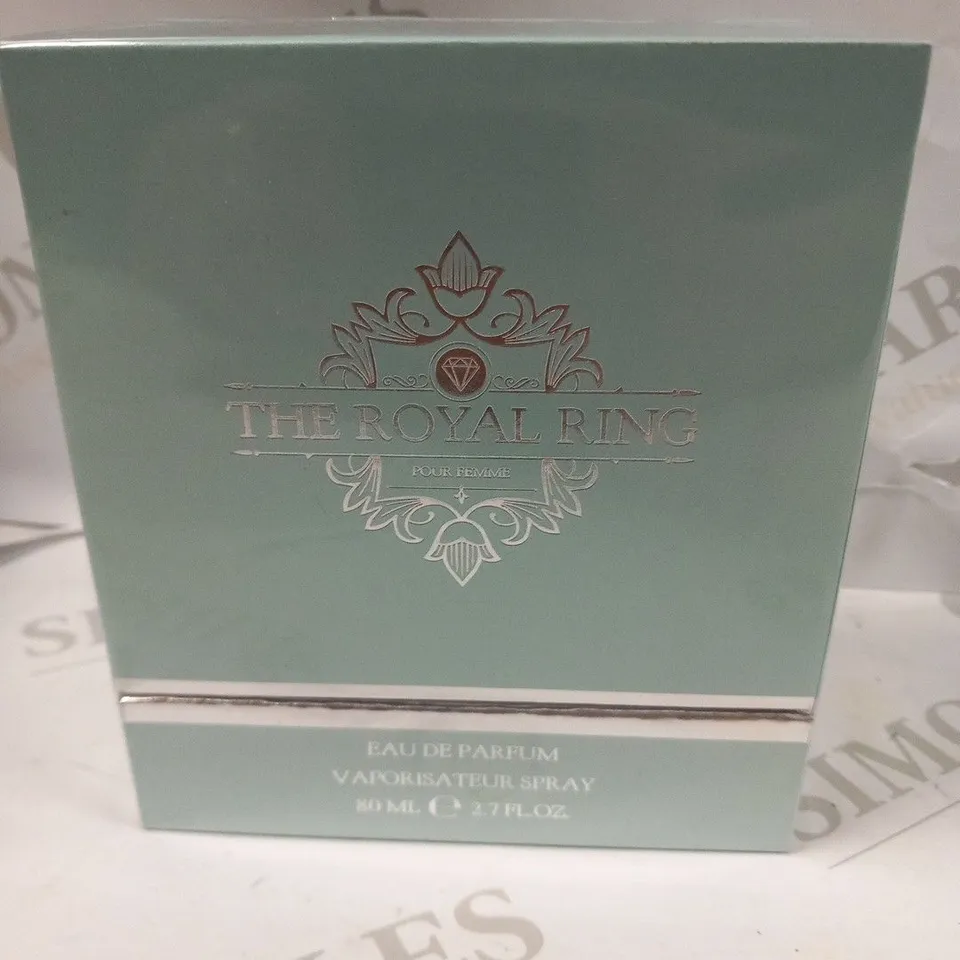 THE ROYAL RING
POUR FEMME
EAU DE PARFUM
VAPORISATEUR SPRAY
80 ML ℮ 2.7 FL.OZ.